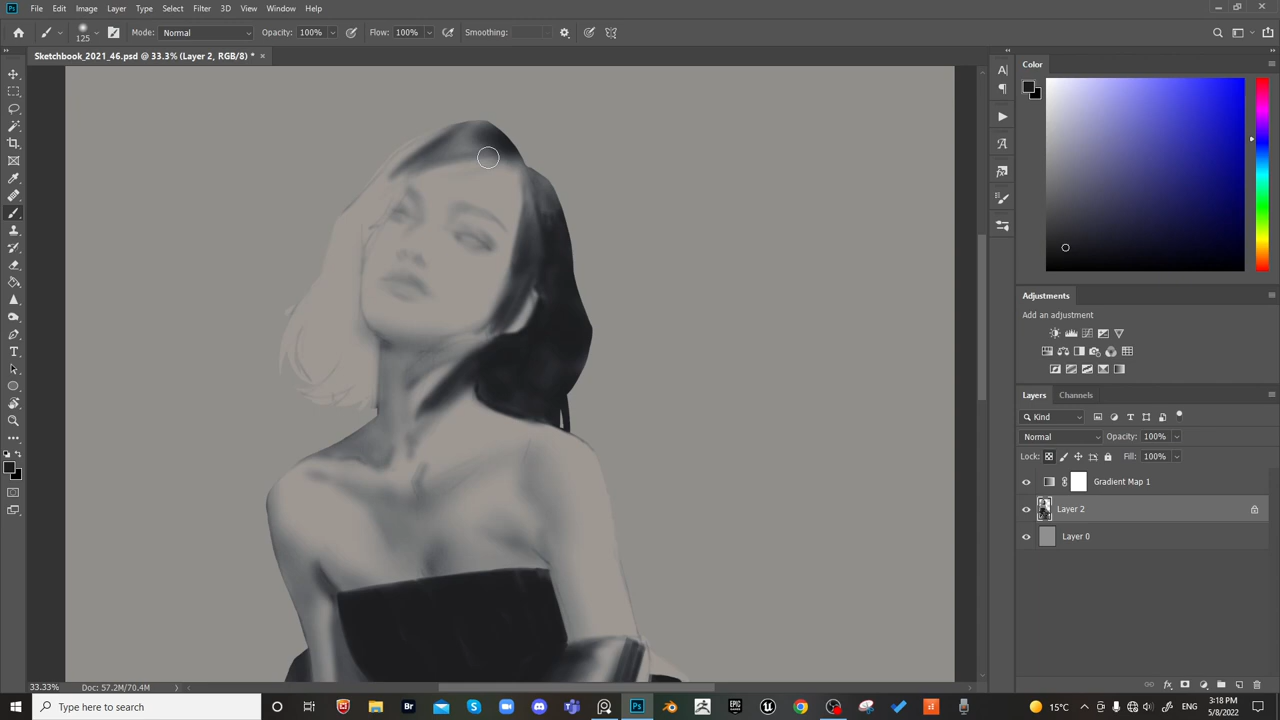 Ps File Edit Image Layer Type Select Filter 3D View Window Help
125 Mode: Normal Opacity: 100% Flow: 100% Smoothing:
Sketchbook_2021_46.psd @ 33.3% (Layer 2, RGB/8) *
Color
Adjustments
Add an adjustment
Layers Channels
Kind
Normal Opacity: 100%
Lock: Fill: 100%
Gradient Map 1
Layer 2
Layer 0
33.33% Doc: 57.2M/70.4M
Type here to search
Br
Ps
15°C
3:18 PM
5/8/2022